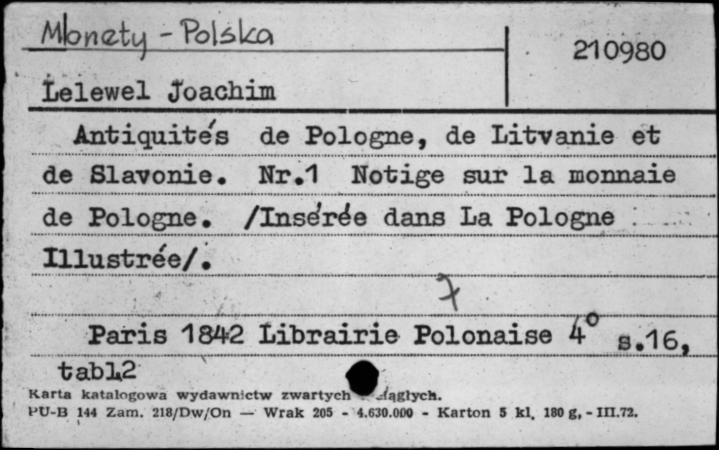 Monety - Polska
210980
Lelewel Joachim
Antiquités de Pologne, de Litvanie et
de Slavonie. Nr.1 Notige sur la monnaie
de Pologne. /Insérée dans La Pologne
Illustrée/.
Paris 1842 Librairie Polonaise 4° s.16,
tabl2
Karta katalogowa wydawnictw zwartych ciągłych.
PU-B 144 Zam. 218/Dw/On — Wrak 205 - 4.630.000 - Karton 5 kl. 180 g, - III.72.